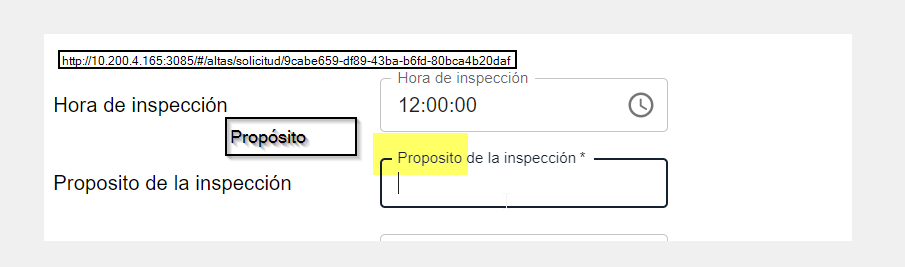 http://10.200.4.165:3085/#/altas/solicitud/9cabe659-df89-43ba-b6fd-80bca4b20daf
Hora de inspección
Hora de inspección
12:00:00
Propósito
Proposito de la inspección *
Proposito de la inspección